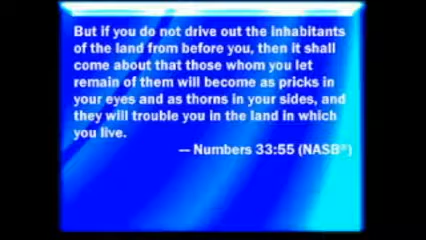 But if you do not drive out the inhabitants
of the land from before you, then it shall
come about that those whom you let
remain of them will become as pricks in
your eyes and as thorns in your sides, and
they will trouble you in the land in which
you live.
— Numbers 33:55 (NASB®)